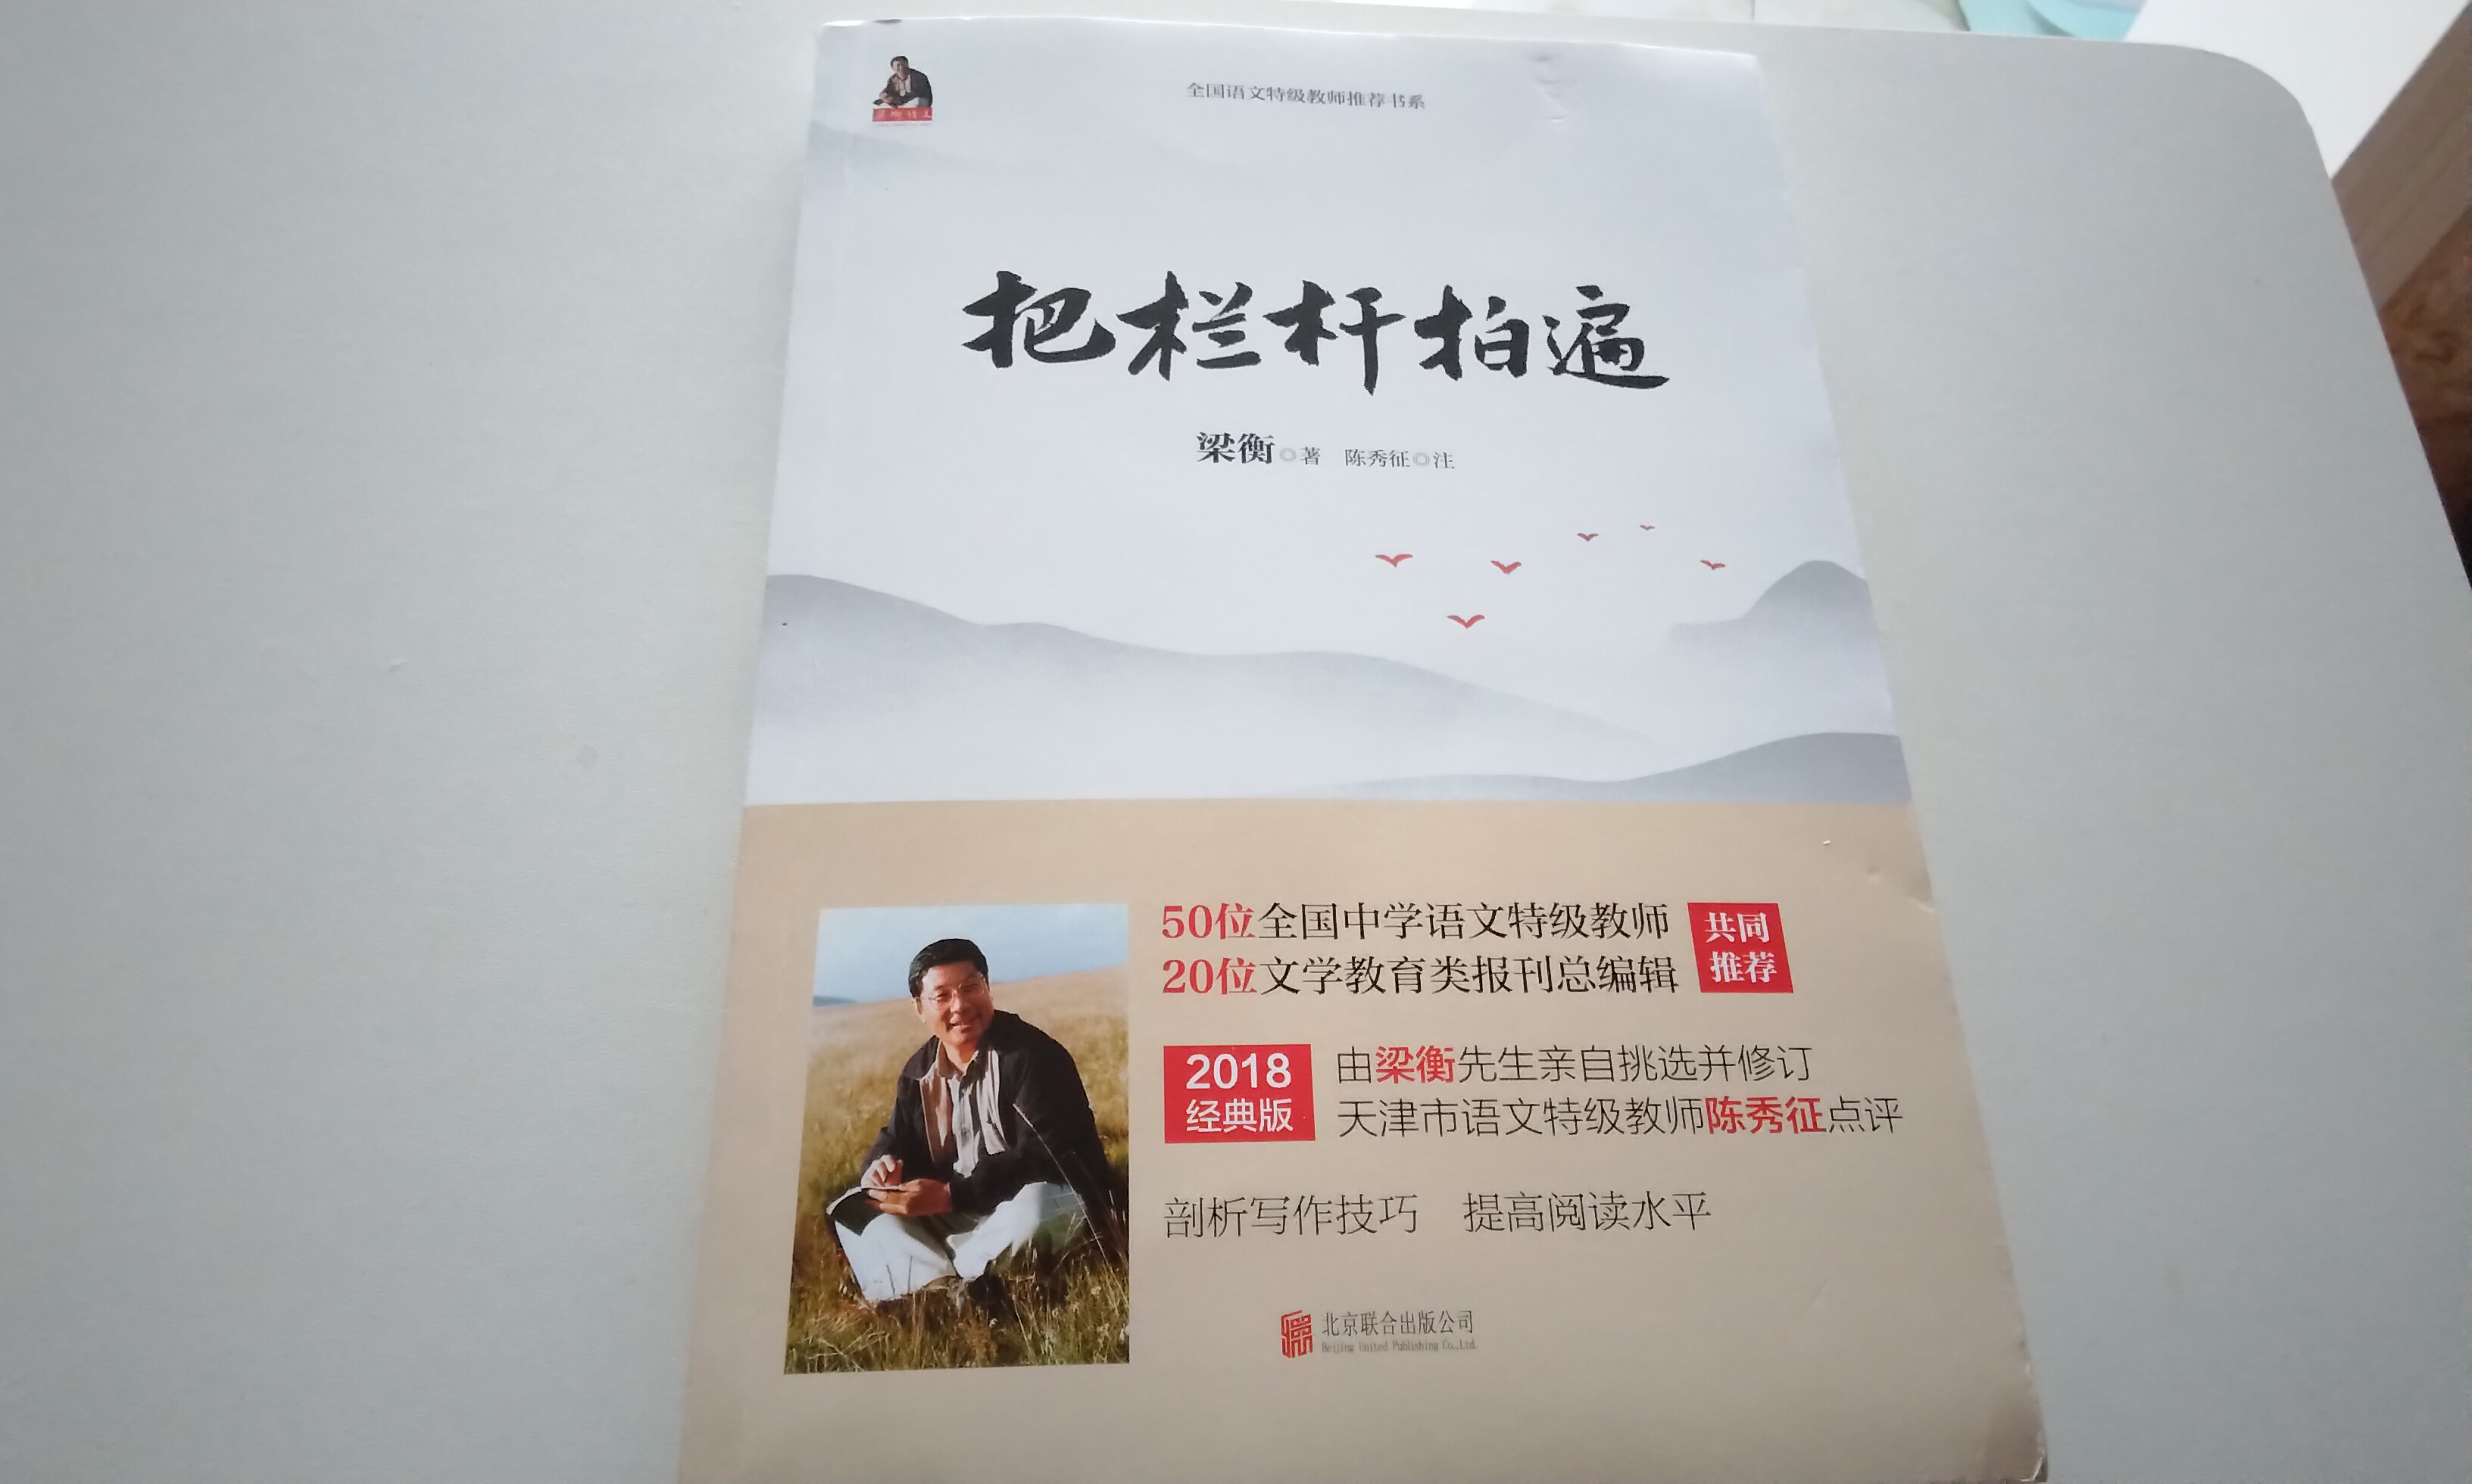 全国语文特级教师推荐书系
把栏杆拍遍
梁衡◎著 陈秀征◎注
50位全国中学语文特级教师
20位文学教育类报刊总编辑
共同
推荐
2018
经典版
由梁衡先生亲自挑选并修订
天津市语文特级教师陈秀征点评
剖析写作技巧 提高阅读水平
北京联合出版公司
Beijing United Publishing Co.,Ltd.